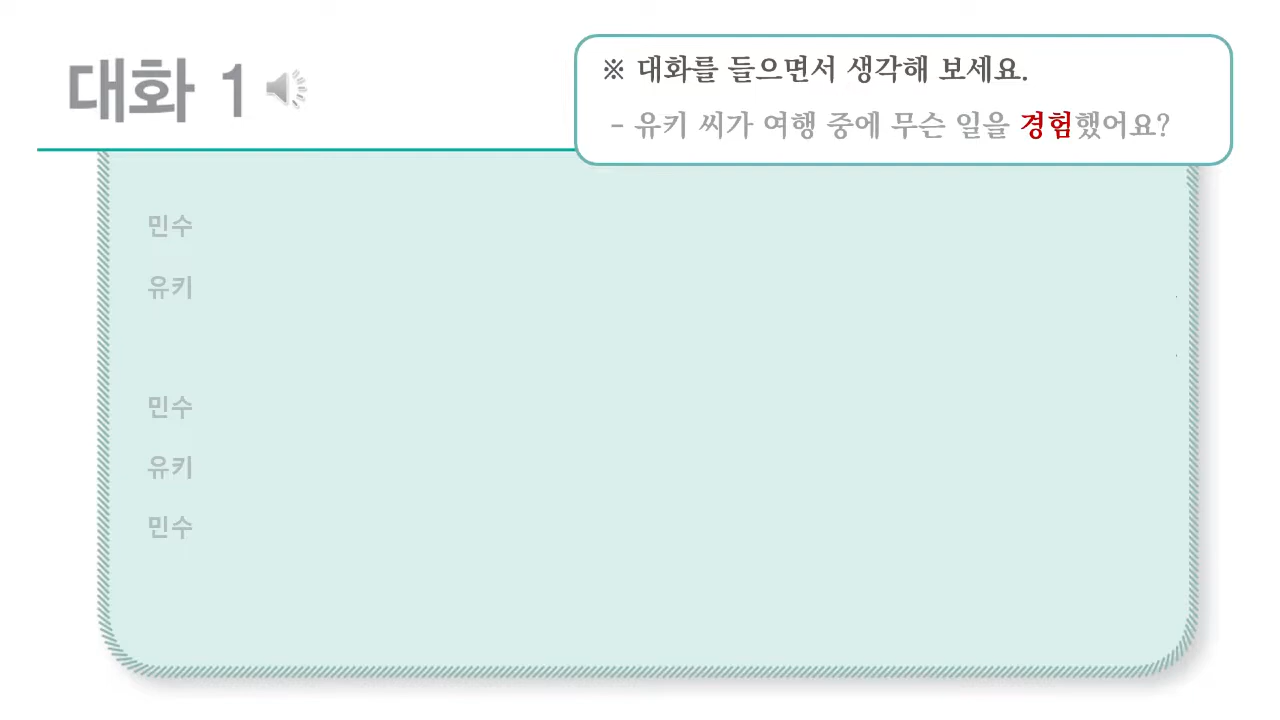 대화 1
※ 대화를 들으면서 생각해 보세요.
- 유키 씨가 여행 중에 무슨 일을 경험했어요?
민수
유키
민수
유키
민수